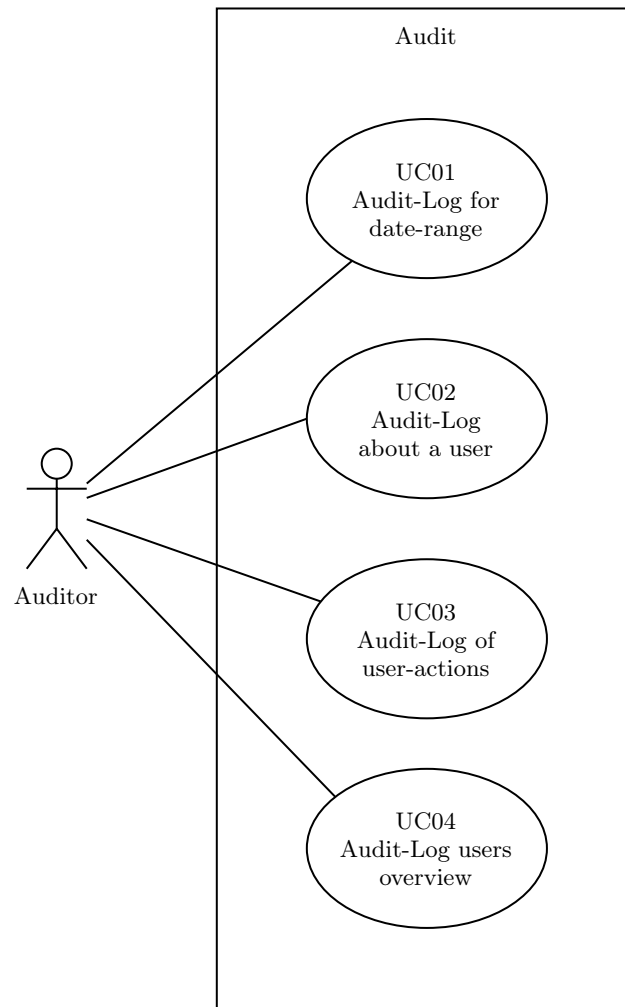 Audit
UC01
Audit-Log for
date-range
UC02
Audit-Log
about a user
Auditor
UC03
Audit-Log of
user-actions
UC04
Audit-Log users
overview